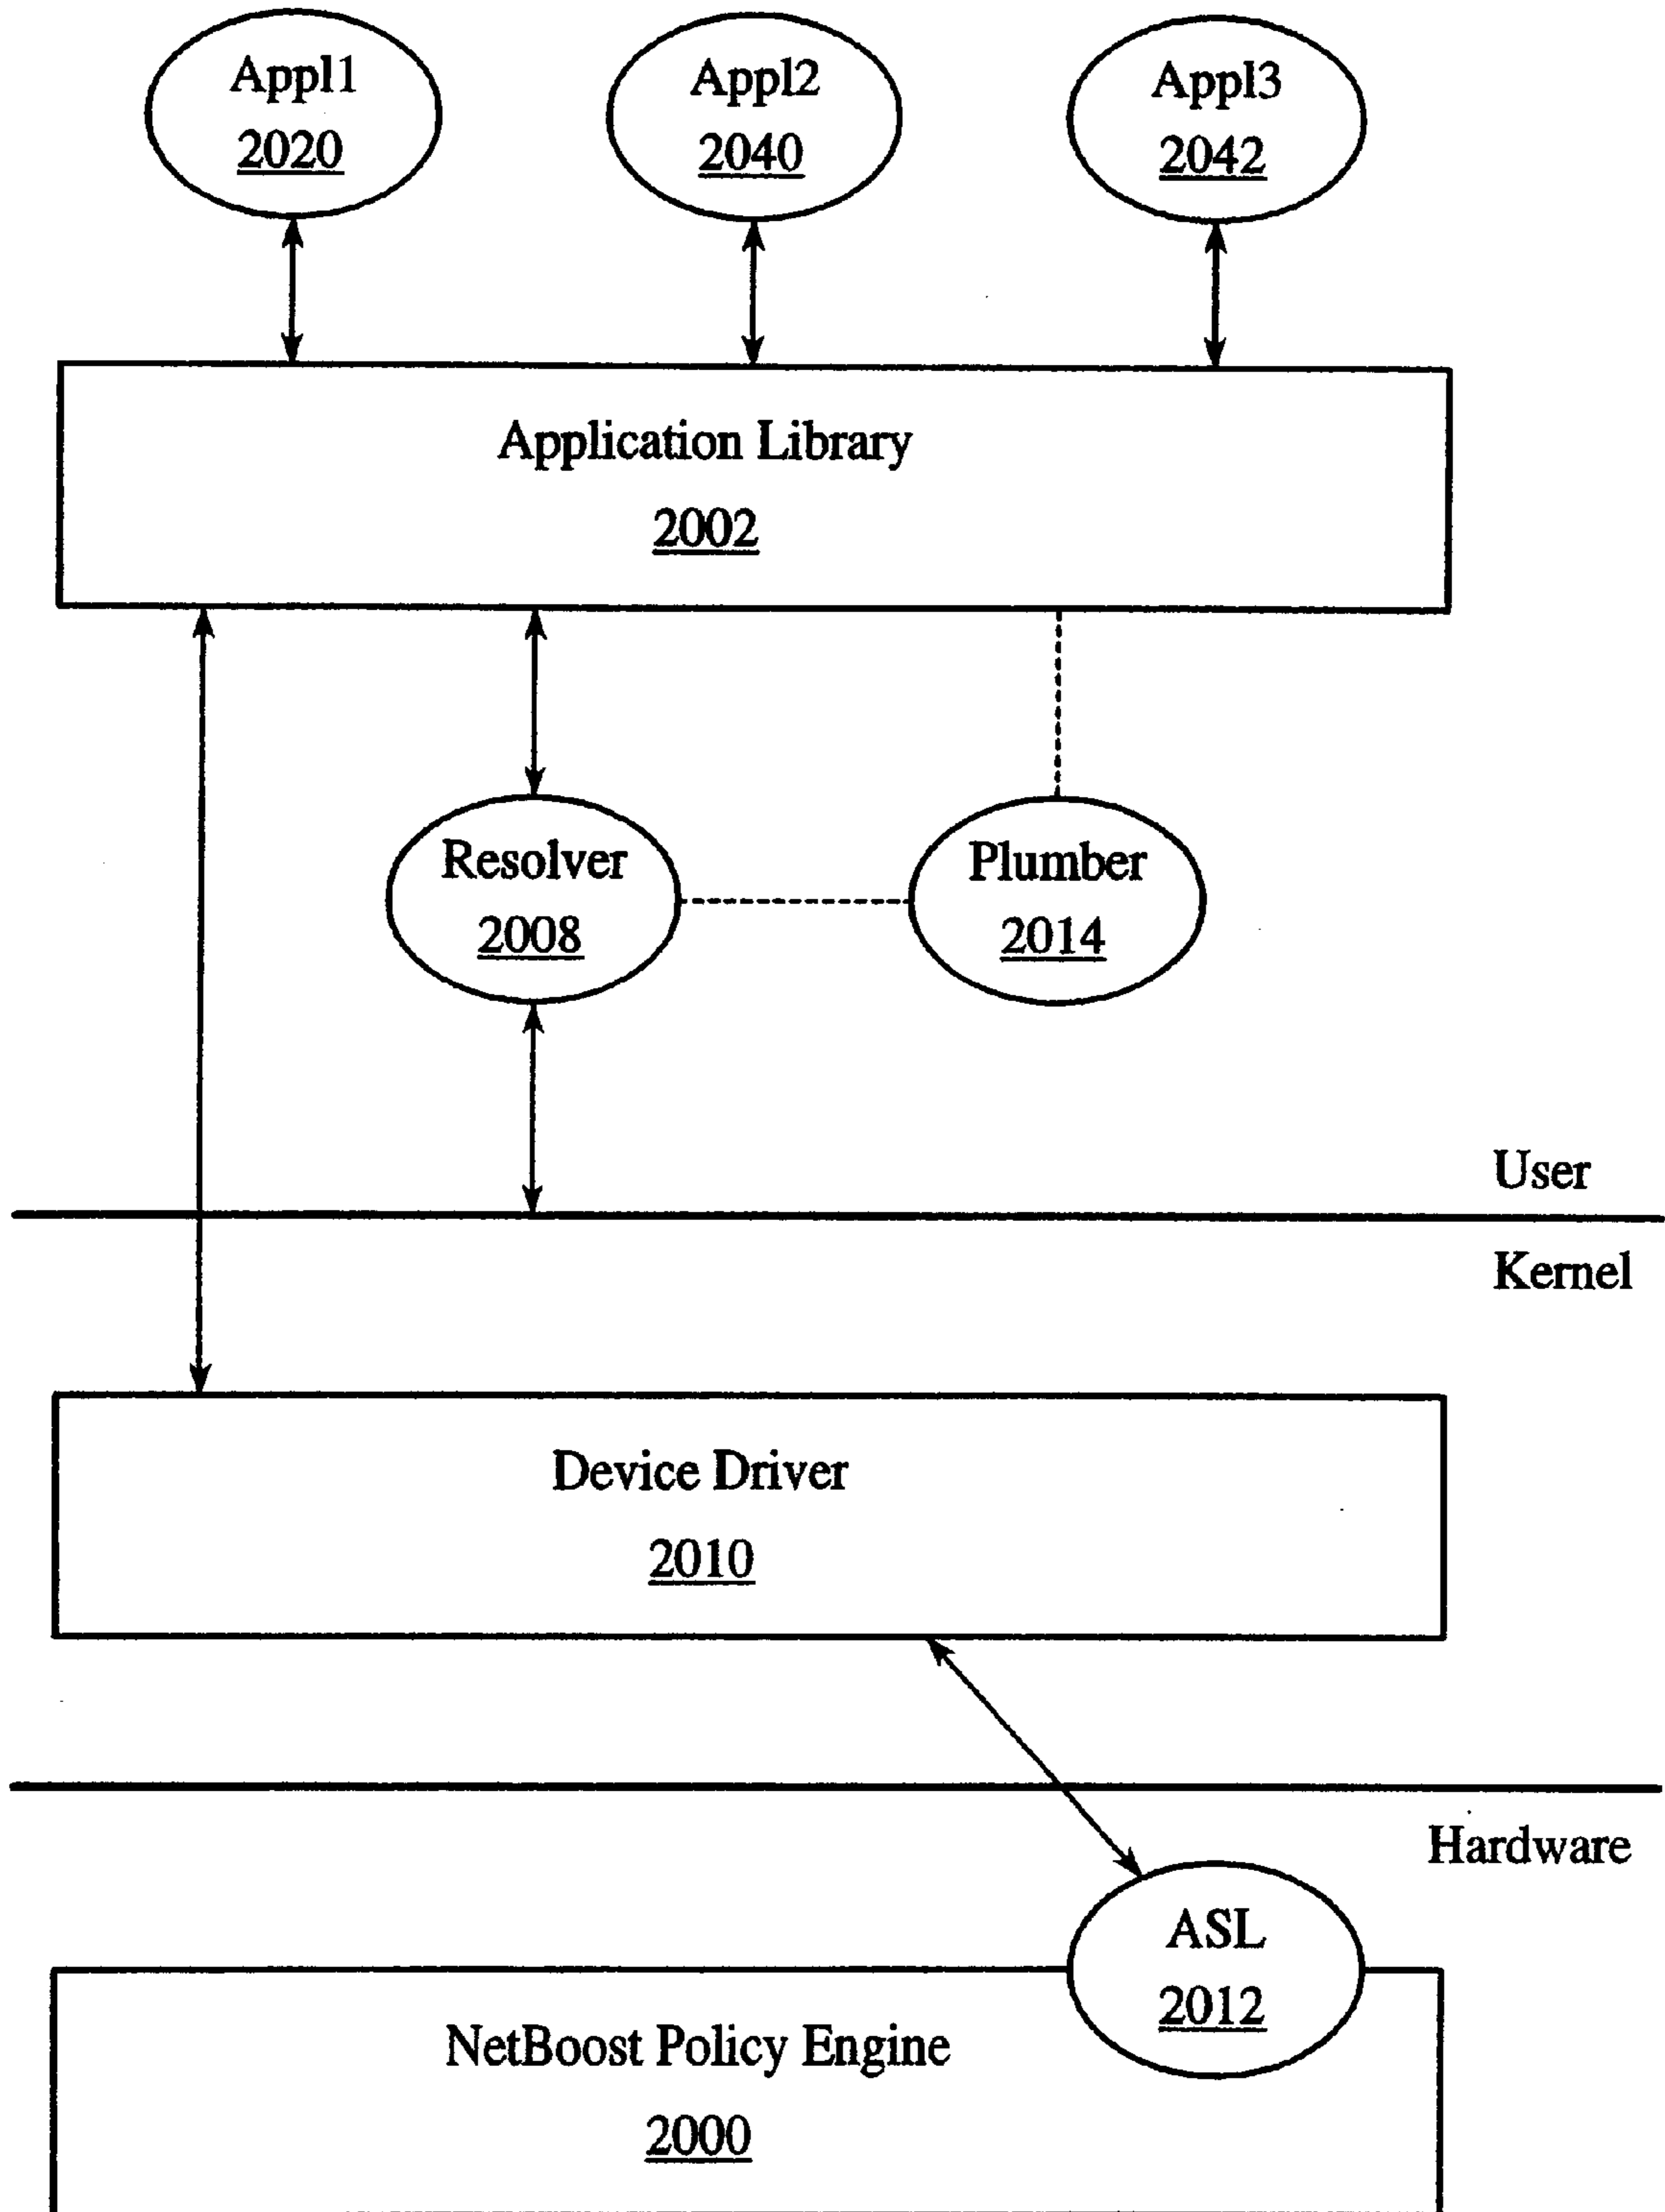 Appl1
2020
Appl2
2040
Appl3
2042
Application Library
2002
Resolver
2008
Plumber
2014
User
Kernel
Device Driver
2010
Hardware
ASL
2012
NetBoost Policy Engine
2000